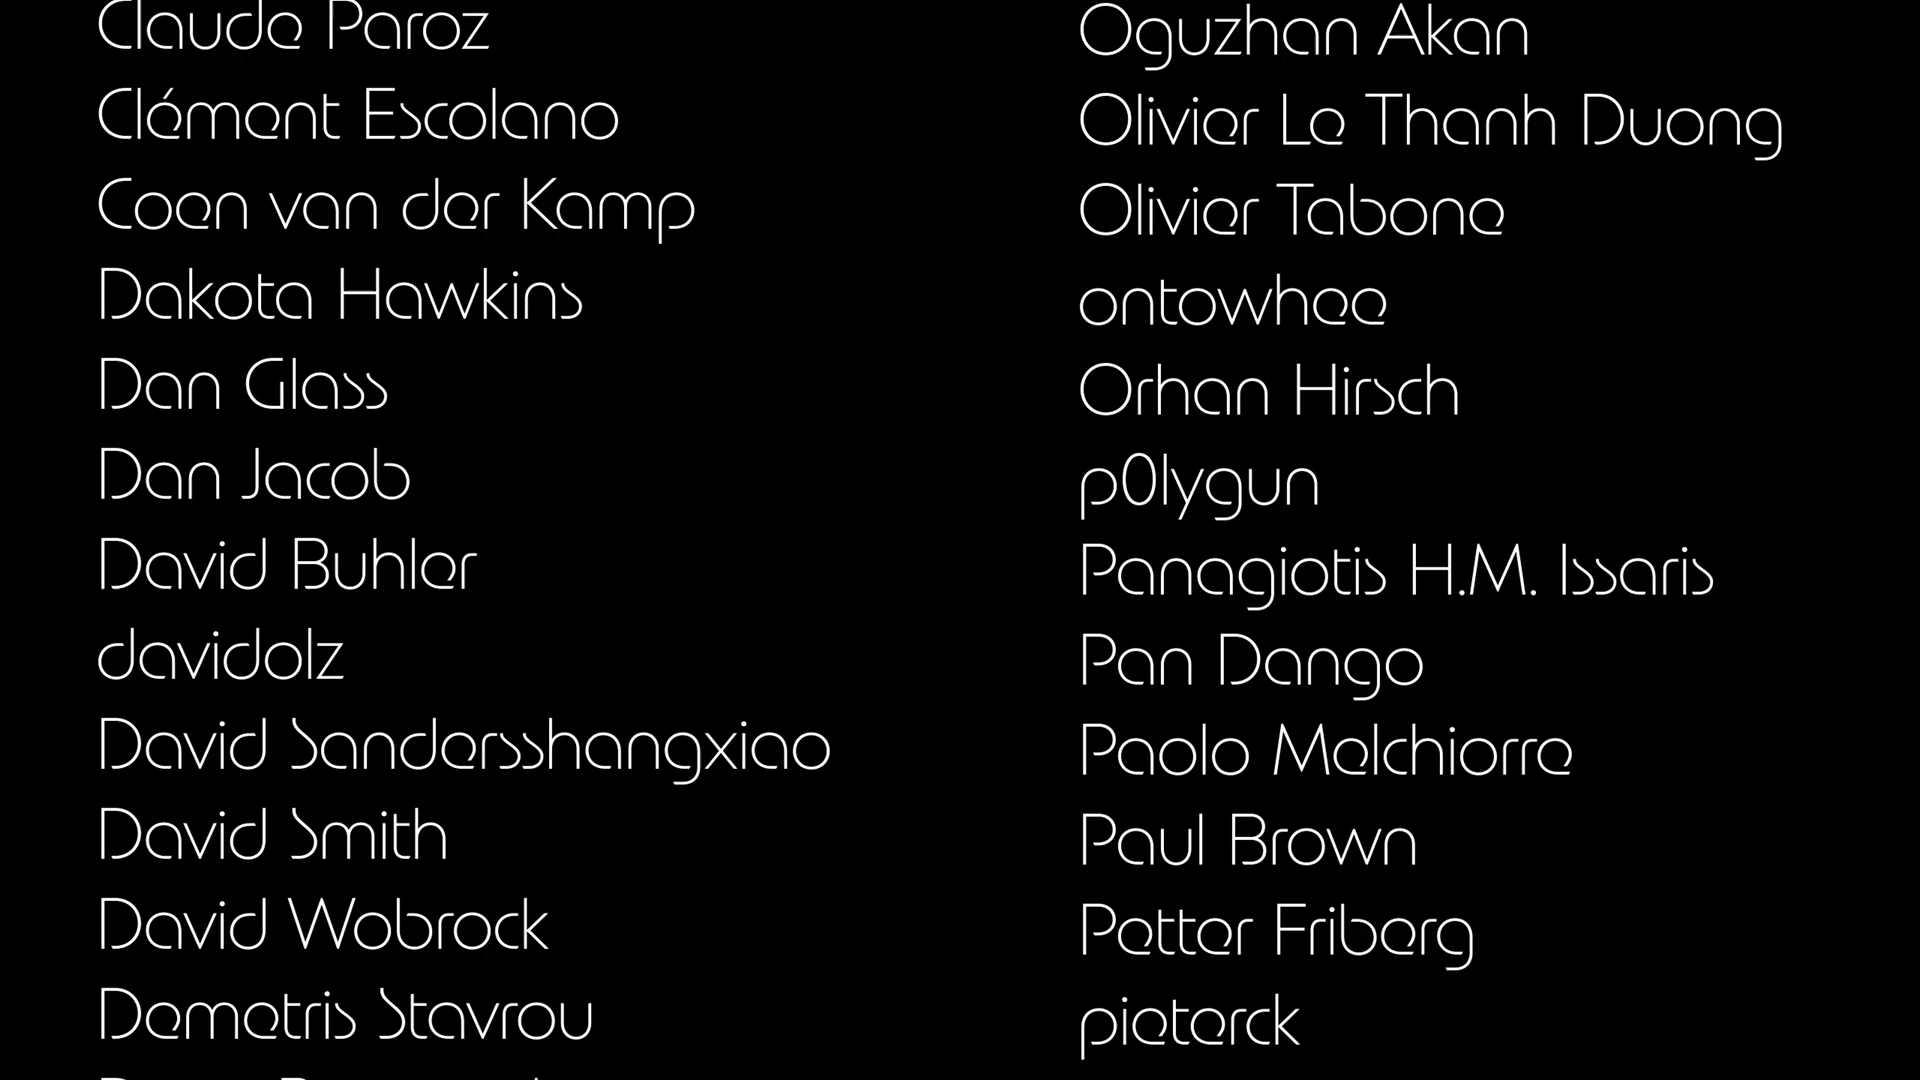 Claude Paroz
Clément Escolano
Coen van der Kamp
Dakota Hawkins
Dan Glass
Dan Jacob
David Buhler
davidolz
David Sandersshangxiao
David Smith
David Wobrock
Demetris Stavrou
Oguzhan Akan
Olivier Le Thanh Duong
Olivier Tabone
ontowhee
Orhan Hirsch
p0lygun
Panagiotis H.M. Issaris
Pan Dango
Paolo Melchiorre
Paul Brown
Petter Friberg
pieterck